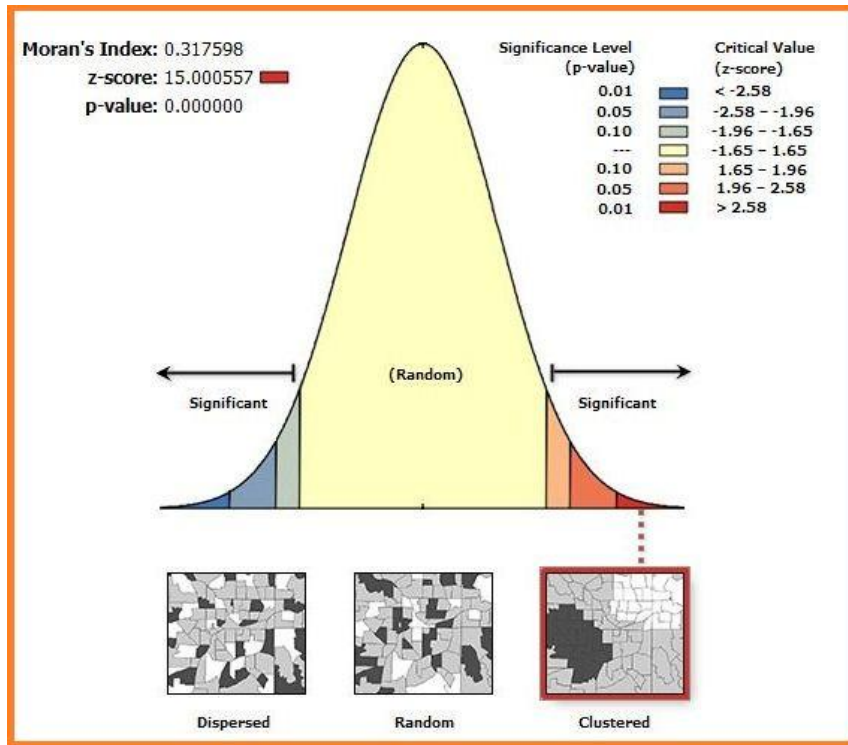 Moran's Index: 0.317598
z-score: 15.000557
p-value: 0.000000
Significance Level
(p-value)
Critical Value
(z-score)
0.01 < -2.58
0.05 -2.58 – -1.96
0.10 -1.96 – -1.65
--- -1.65 – 1.65
0.10 1.65 – 1.96
0.05 1.96 – 2.58
0.01 > 2.58
(Random)
Significant
Significant
Dispersed
Random
Clustered